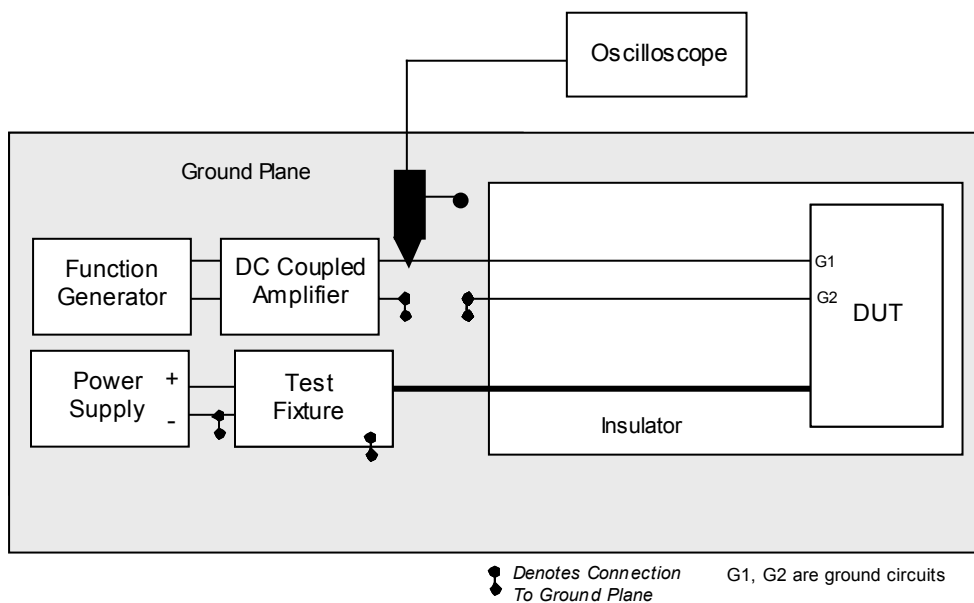 Oscilloscope
Ground Plane
Function
Generator
DC Coupled
Amplifier
G1
G2
DUT
Power
Supply
+
-
Test
Fixture
Insulator
Denotes Connection
To Ground Plane
G1, G2 are ground circuits